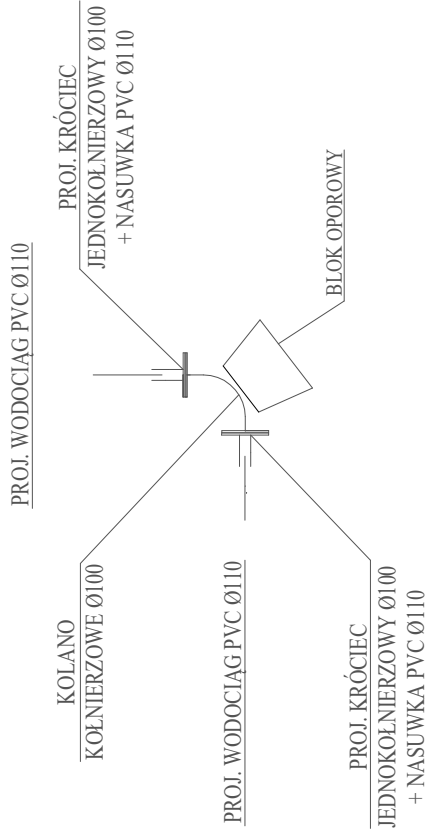 PROJ. WODOCIĄG PVC Ø110
PROJ. KRÓCIEC
JEDNOKOŁNIERZOWY Ø100
+ NASUWKA PVC Ø110
KOLANO
KOŁNIERZOWE Ø100
BLOK OPOROWY
PROJ. WODOCIĄG PVC Ø110
PROJ. KRÓCIEC
JEDNOKOŁNIERZOWY Ø100
+ NASUWKA PVC Ø110